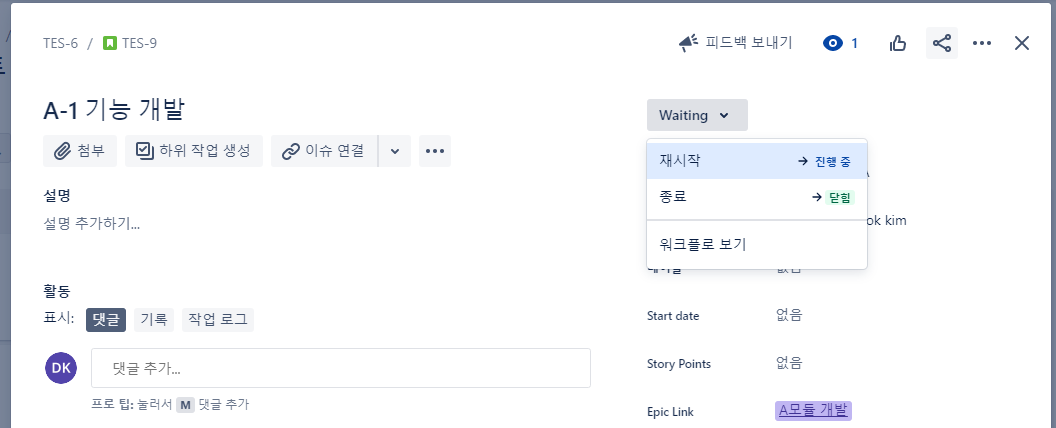 TES-6 / TES-9
피드백 보내기
1
A-1 기능 개발
첨부
하위 작업 생성
이슈 연결
설명
설명 추가하기...
활동
표시: 댓글 기록 작업 로그
DK
댓글 추가...
프로 팁: 눌러서 M 댓글 추가
Waiting
재시작 → 진행 중
종료 → 닫힘
워크플로 보기
kim
없음
Start date 없음
Story Points 없음
Epic Link A모듈 개발